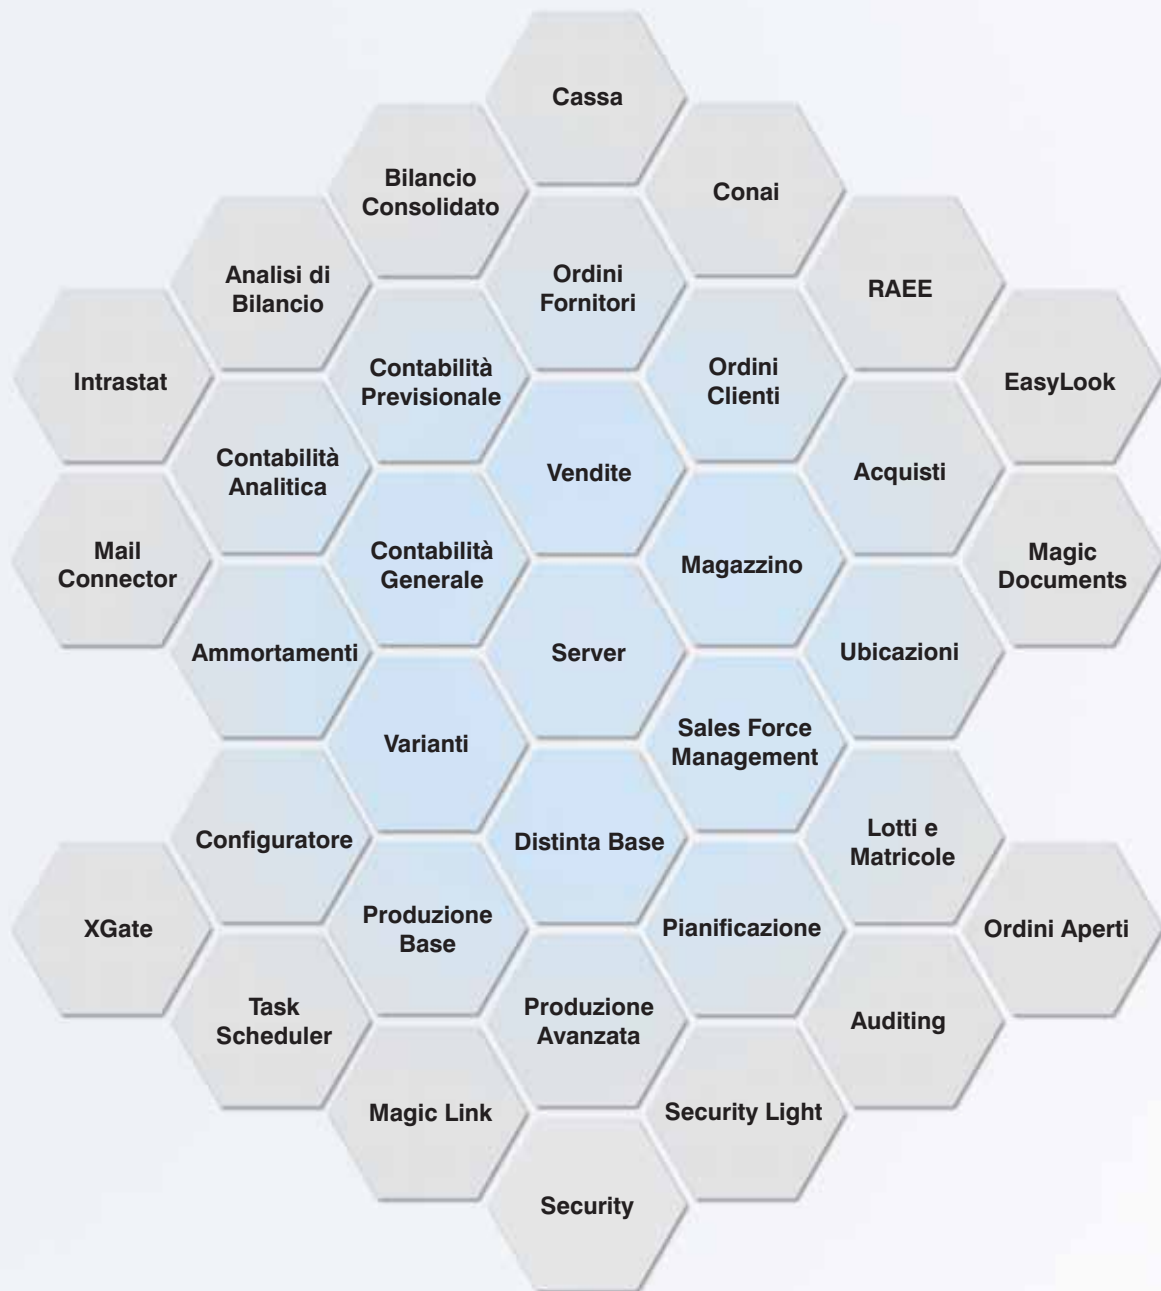 Cassa
Bilancio
Consolidato
Conai
Analisi di
Bilancio
Ordini
Fornitori
RAEE
Intrastat
Contabilità
Previsionale
Ordini
Clienti
EasyLook
Contabilità
Analitica
Vendite
Acquisti
Mail
Connector
Contabilità
Generale
Magazzino
Magic
Documents
Ammortamenti
Server
Ubicazioni
Varianti
Sales Force
Management
Configuratore
Distinta Base
Lotti e
Matricole
XGate
Produzione
Base
Pianificazione
Ordini Aperti
Task
Scheduler
Produzione
Avanzata
Auditing
Magic Link
Security Light
Security